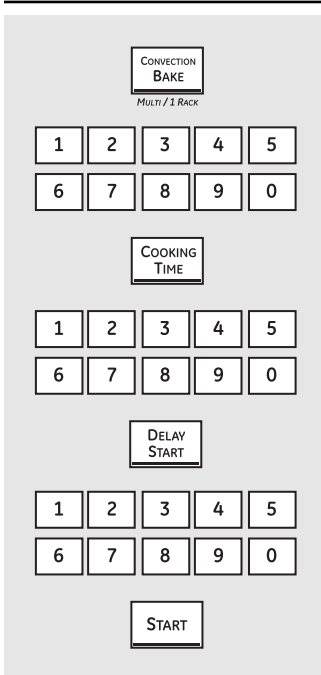 CONVECTION
BAKE
MULTI / 1 RACK
1 2 3 4 5
6 7 8 9 0
COOKING
TIME
1 2 3 4 5
6 7 8 9 0
DELAY
START
1 2 3 4 5
6 7 8 9 0
START